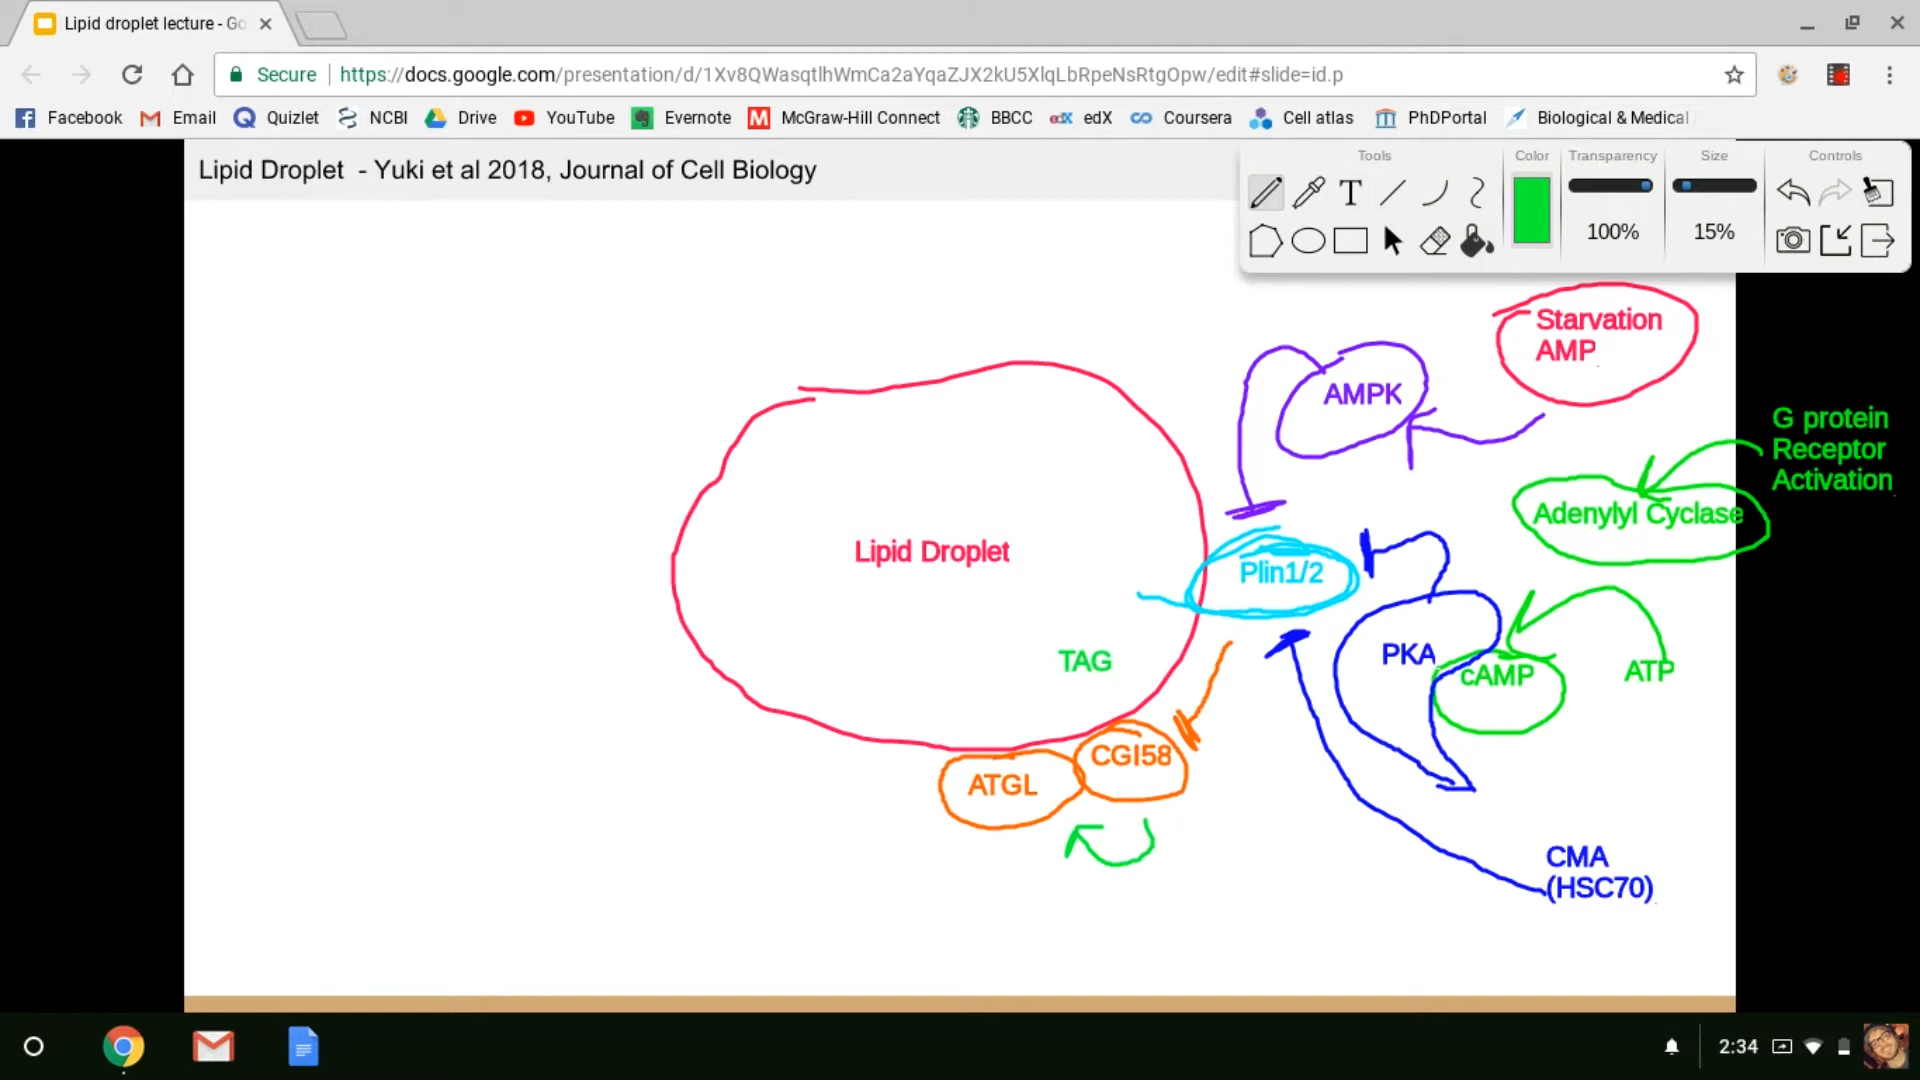 Lipid droplet lecture - Go
Secure
https://docs.google.com/presentation/d/1Xv8QWasqtlhWmCa2aYqaZJX2kU5XlqLbRpeNsRtgOpw/edit#slide=id.p
Facebook Email Quizlet NCBI Drive YouTube Evernote McGraw-Hill Connect BBCC edX Coursera Cell atlas PhDPortal Biological & Medical
Lipid Droplet - Yuki et al 2018, Journal of Cell Biology
Tools Color Transparency Size Controls
100% 15%
Starvation
AMP
AMPK
G protein
Receptor
Activation
Adenylyl Cyclase
Lipid Droplet
Plin1/2
PKA
cAMP
ATP
TAG
CGI58
ATGL
CMA
(HSC70)
2:34